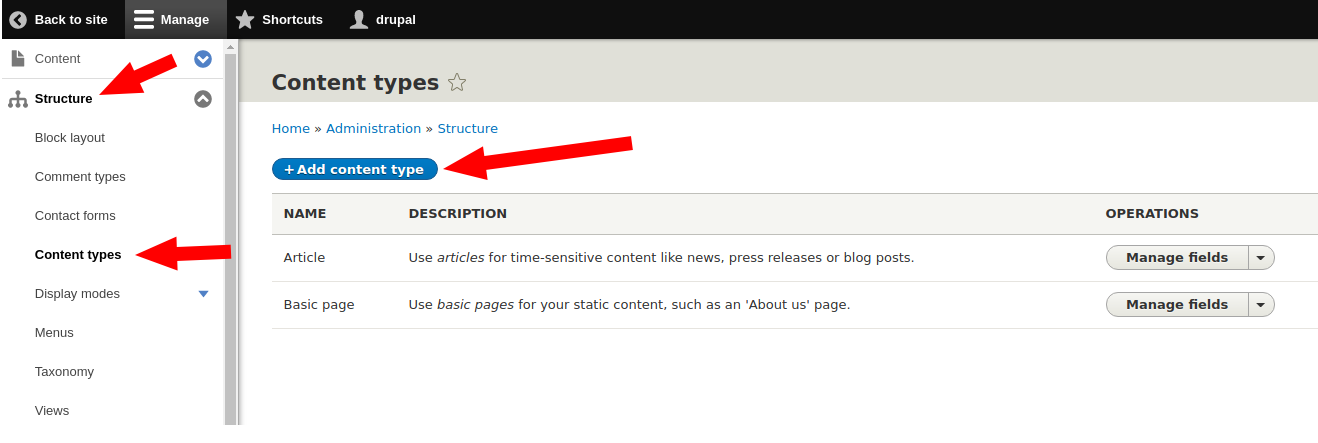 Back to site Manage Shortcuts drupal
Content
Structure
Block layout
Comment types
Contact forms
Content types
Display modes
Menus
Taxonomy
Views
Content types
Home » Administration » Structure
+Add content type
NAME DESCRIPTION OPERATIONS
Article Use articles for time-sensitive content like news, press releases or blog posts. Manage fields
Basic page Use basic pages for your static content, such as an 'About us' page. Manage fields